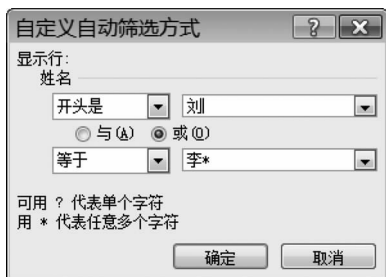 自定义自动筛选方式
显示行:
姓名
开头是 刘
与(A) 或(O)
等于 李*
可用 ? 代表单个字符
用 * 代表任意多个字符
确定 取消